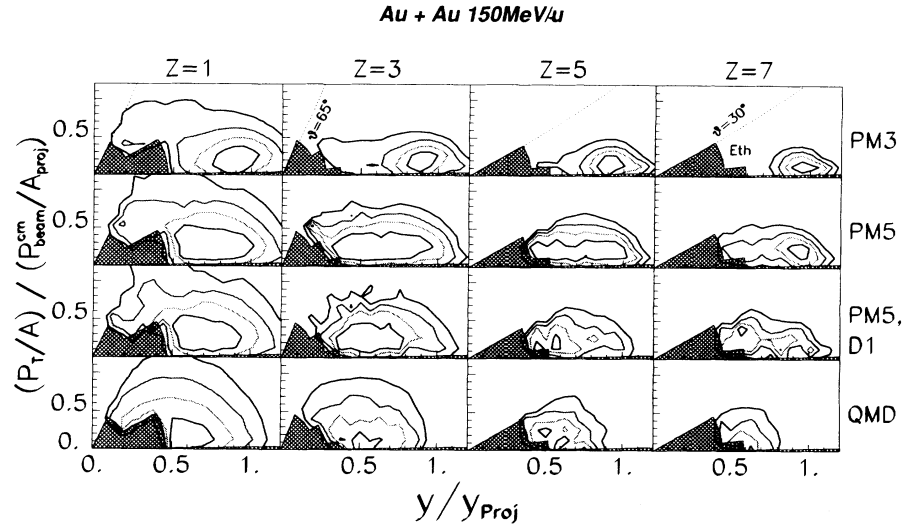 Au + Au 150MeV/u
Z=1 Z=3 Z=5 Z=7
(P_T/A) / (P^cm_beam/A_proj)
0.5 ϑ=65° ϑ=30° Eth PM3
0.5 PM5
0.5 PM5, D1
0.5 QMD
0.
0. 0.5 1. 0.5 1. 0.5 1. 0.5 1.
y/y_Proj